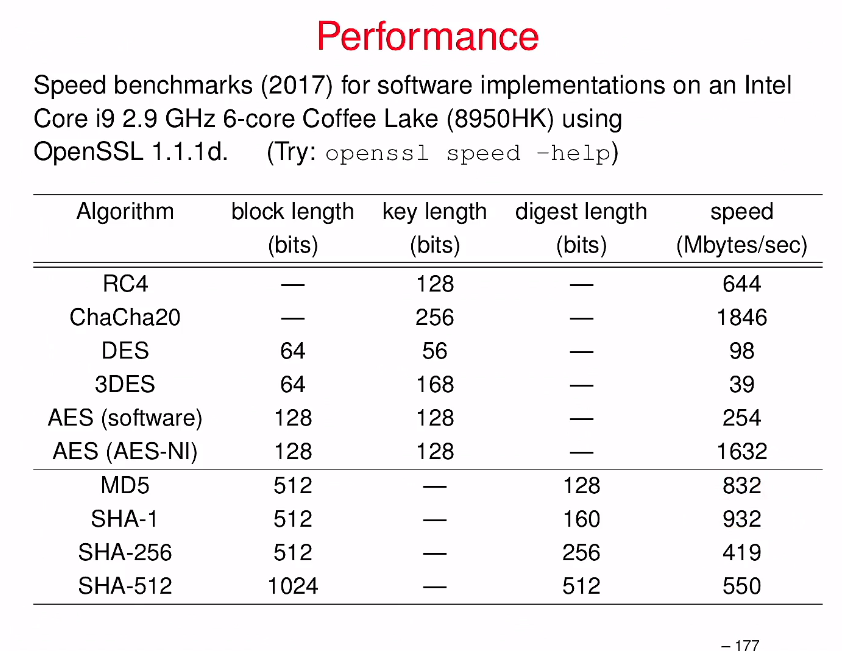 Performance
Speed benchmarks (2017) for software implementations on an Intel
Core i9 2.9 GHz 6-core Coffee Lake (8950HK) using
OpenSSL 1.1.1d. (Try: openssl speed -help)
Algorithm block length key length digest length speed
(bits) (bits) (bits) (Mbytes/sec)
RC4 — 128 — 644
ChaCha20 — 256 — 1846
DES 64 56 — 98
3DES 64 168 — 39
AES (software) 128 128 — 254
AES (AES-NI) 128 128 — 1632
MD5 512 — 128 832
SHA-1 512 — 160 932
SHA-256 512 — 256 419
SHA-512 1024 — 512 550
– 177